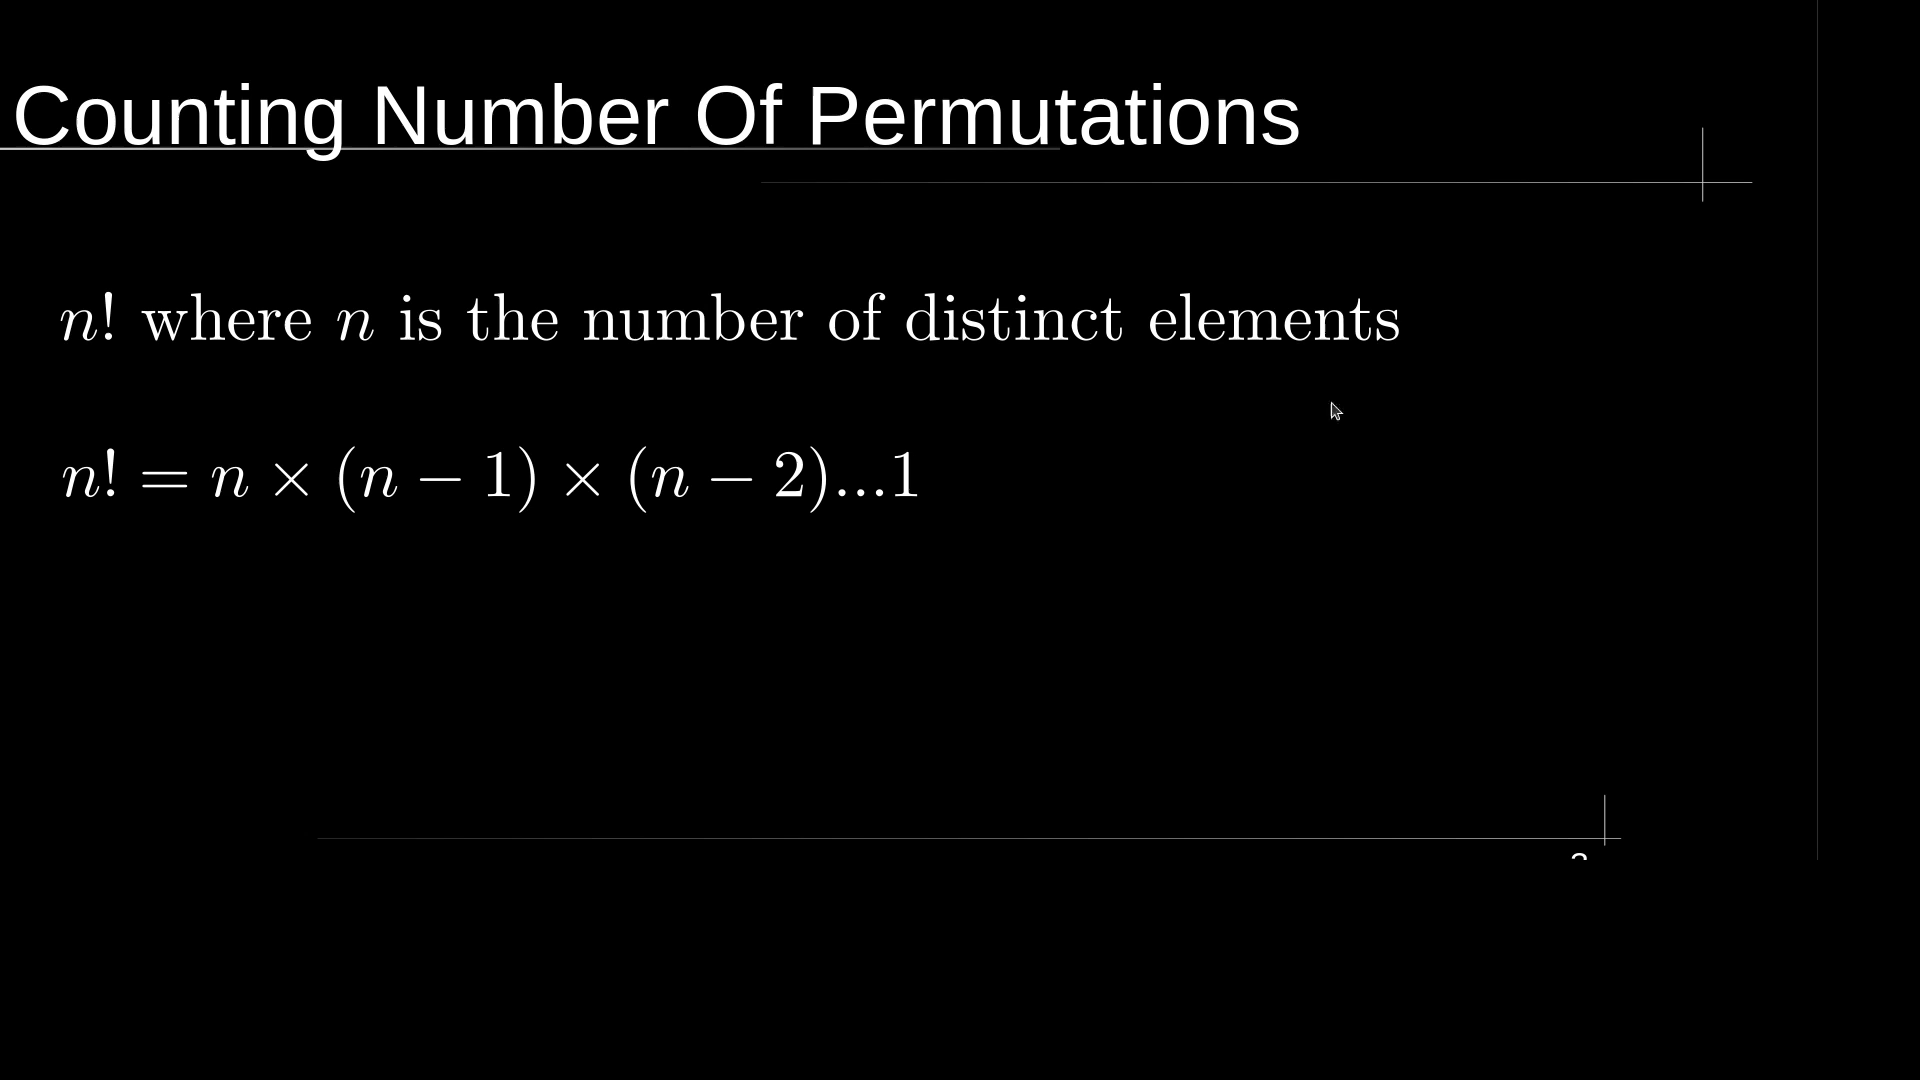 Counting Number Of Permutations
n! where n is the number of distinct elements
n! = n × (n − 1) × (n − 2)...1